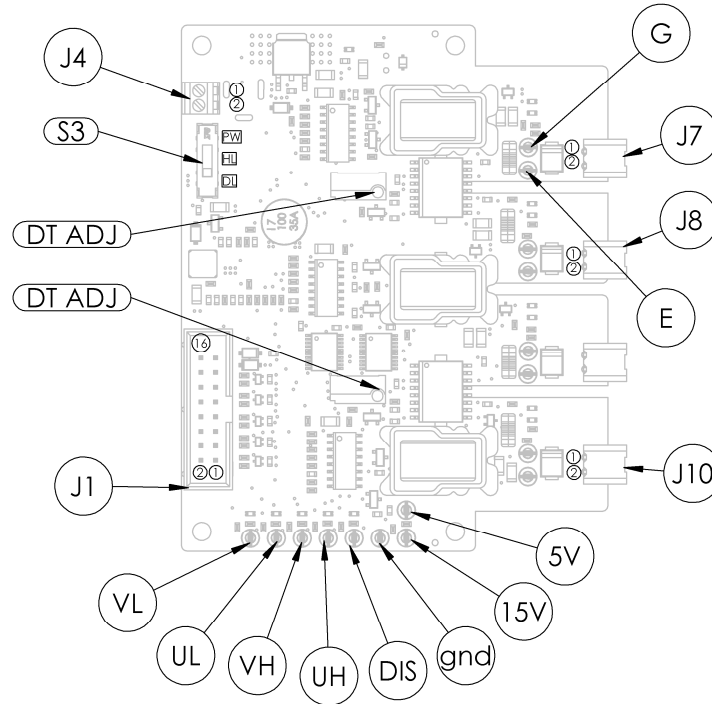 G
J4
①
②
S3
PW
HL
DL
①
②
J7
DT ADJ
17
100
35A
J8
①
②
DT ADJ
E
16
②①
①
②
J1
J10
5V
VL
15V
UL
VH
UH
DIS
gnd